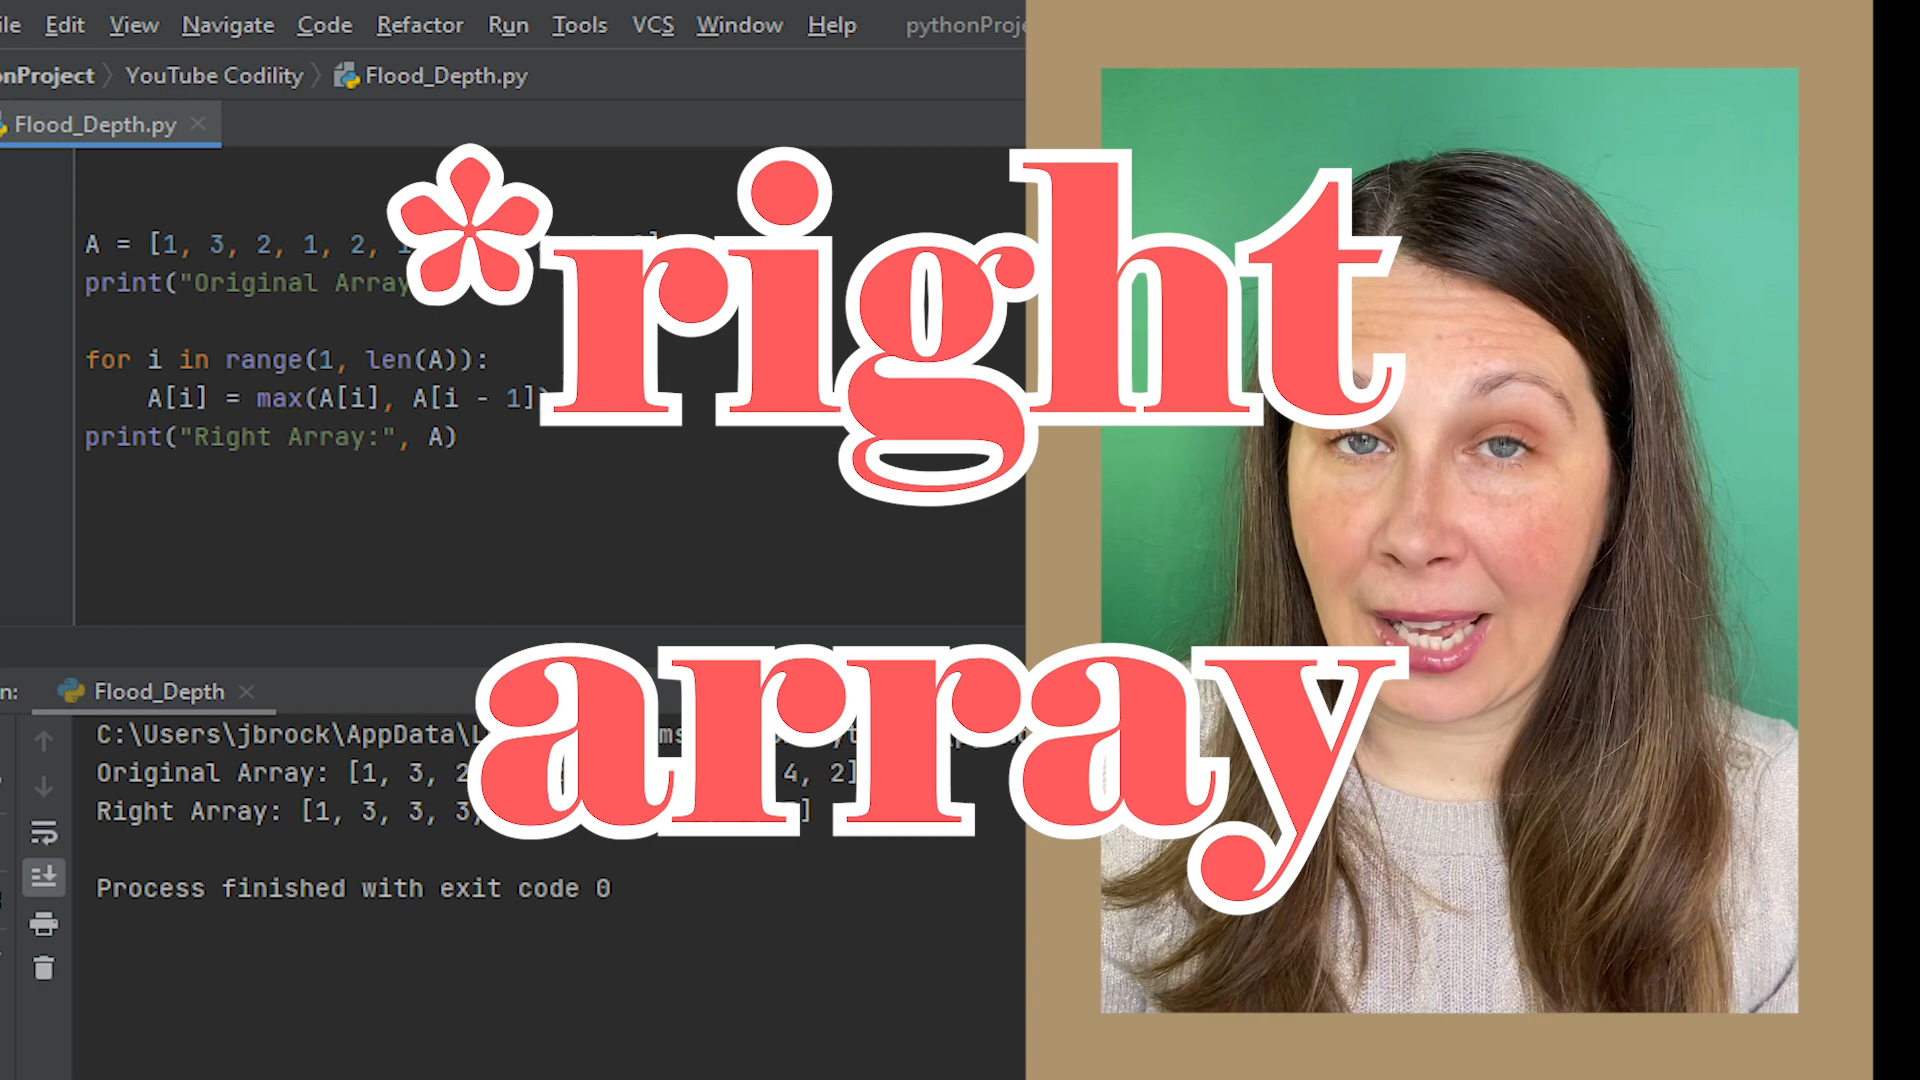 Edit View Navigate Code Refactor Run Tools VCS Window Help
YouTube Codility Flood_Depth.py
Flood_Depth.py
A = [1, 3, 2, 1, 2,
print("Original Array
for i in range(1, len(A)):
A[i] = max(A[i], A[i - 1])
print("Right Array:", A)
*right
array
Flood_Depth
C:\Users\jbrock\AppData\
Original Array: [1, 3, 2 4, 2]
Right Array: [1, 3, 3, 3, ]
Process finished with exit code 0